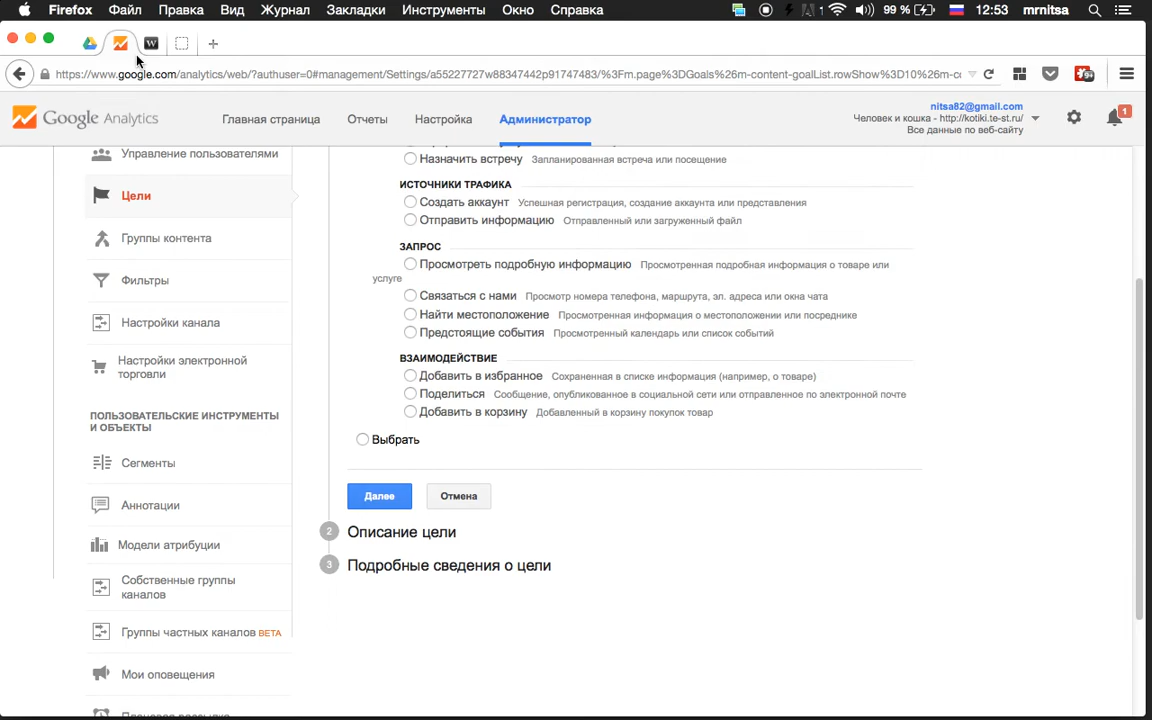 Firefox Файл Правка Вид Журнал Закладки Инструменты Окно Справка 1 99 % 12:53 mrnitsa
W
https://www.google.com/analytics/web/?authuser=0#management/Settings/a55227727w88347442p91747483/%3Fm.page%3DGoals%26m-content-goalList.rowShow%3D10%26m-cc 9+
Google Analytics Главная страница Отчеты Настройка Администратор
nitsa82@gmail.com
Человек и кошка - http://kotiki.te-st.ru/
Все данные по веб-сайту
1
Управление пользователями
Цели
Группы контента
Фильтры
Настройки канала
Настройки электронной
торговли
ПОЛЬЗОВАТЕЛЬСКИЕ ИНСТРУМЕНТЫ
И ОБЪЕКТЫ
Сегменты
Аннотации
Модели атрибуции
Собственные группы
каналов
Группы частных каналов BETA
Мои оповещения
Назначить встречу Запланированная встреча или посещение
ИСТОЧНИКИ ТРАФИКА
Создать аккаунт Успешная регистрация, создание аккаунта или представления
Отправить информацию Отправленный или загруженный файл
ЗАПРОС
Просмотреть подробную информацию Просмотренная подробная информация о товаре или
услуге
Связаться с нами Просмотр номера телефона, маршрута, эл. адреса или окна чата
Найти местоположение Просмотренная информация о местоположении или посреднике
Предстоящие события Просмотренный календарь или список событий
ВЗАИМОДЕЙСТВИЕ
Добавить в избранное Сохраненная в списке информация (например, о товаре)
Поделиться Сообщение, опубликованное в социальной сети или отправленное по электронной почте
Добавить в корзину Добавленный в корзину покупок товар
Выбрать
Далее Отмена
2 Описание цели
3 Подробные сведения о цели